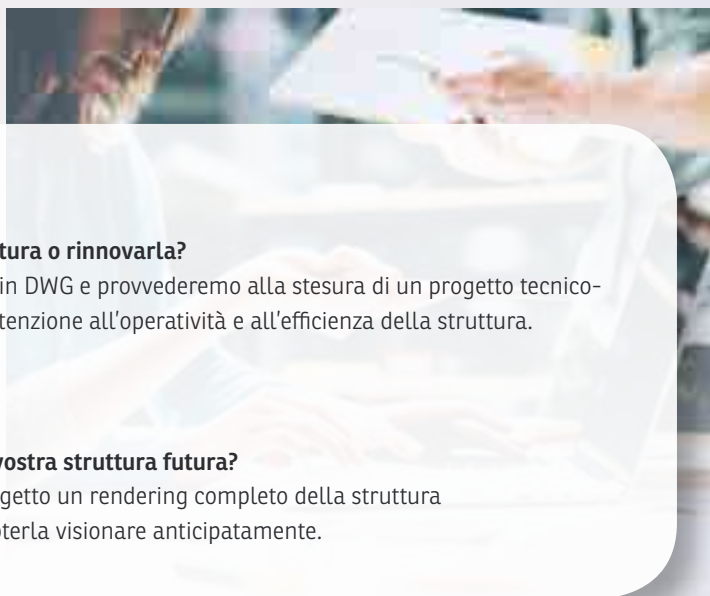 tura o rinnovarla?
in DWG e provvederemo alla stesura di un progetto tecnico-
tenzione all'operatività e all'efficienza della struttura.
vostra struttura futura?
getto un rendering completo della struttura
oterla visionare anticipatamente.